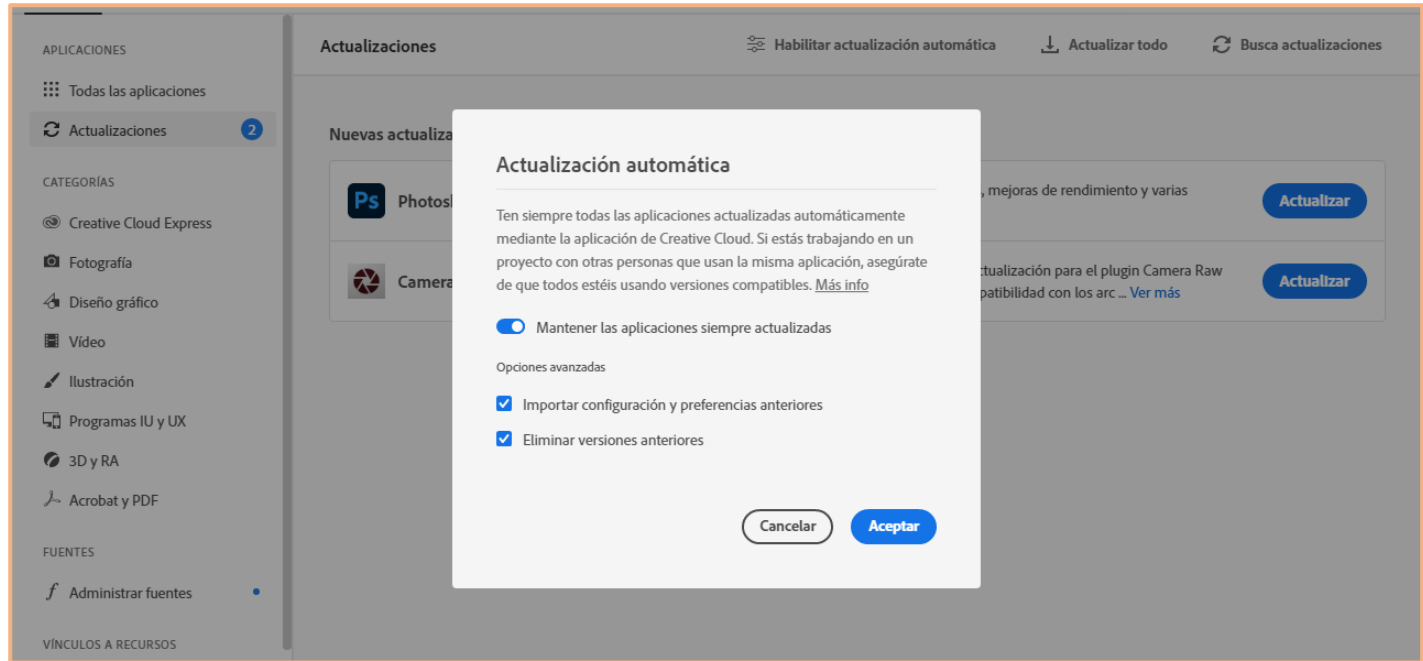 APLICACIONES
Todas las aplicaciones
Actualizaciones 2
CATEGORÍAS
Creative Cloud Express
Fotografía
Diseño gráfico
Vídeo
Ilustración
Programas IU y UX
3D y RA
Acrobat y PDF
FUENTES
Administrar fuentes
VÍNCULOS A RECURSOS
Actualizaciones
Habilitar actualización automática
Actualizar todo
Busca actualizaciones
Nuevas actualiza
Ps Photosh
, mejoras de rendimiento y varias
Actualizar
Camera
ctualización para el plugin Camera Raw
patibilidad con los arc ... Ver más
Actualizar
Actualización automática
Ten siempre todas las aplicaciones actualizadas automáticamente
mediante la aplicación de Creative Cloud. Si estás trabajando en un
proyecto con otras personas que usan la misma aplicación, asegúrate
de que todos estéis usando versiones compatibles. Más info
Mantener las aplicaciones siempre actualizadas
Opciones avanzadas
Importar configuración y preferencias anteriores
Eliminar versiones anteriores
Cancelar
Aceptar